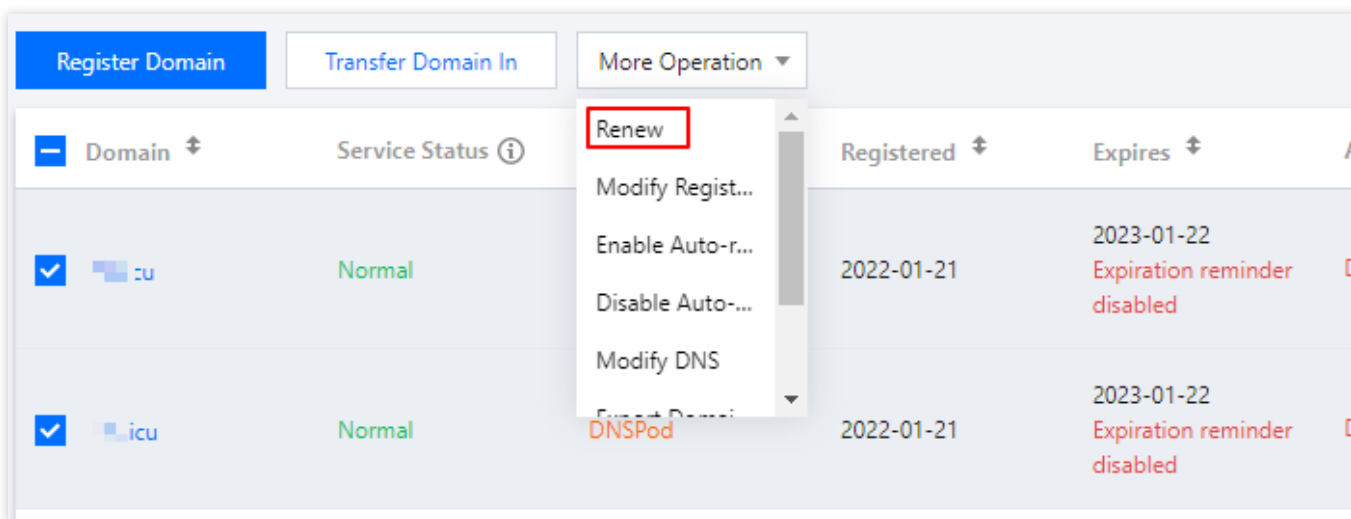 Register Domain
Transfer Domain In
More Operation
Domain
Service Status
Registered
Expires
Renew
Modify Regist...
Enable Auto-r...
Disable Auto-...
Modify DNS
Normal
2022-01-21
2023-01-22
Expiration reminder
disabled
icu
Normal
DNSPod
2022-01-21
2023-01-22
Expiration reminder
disabled